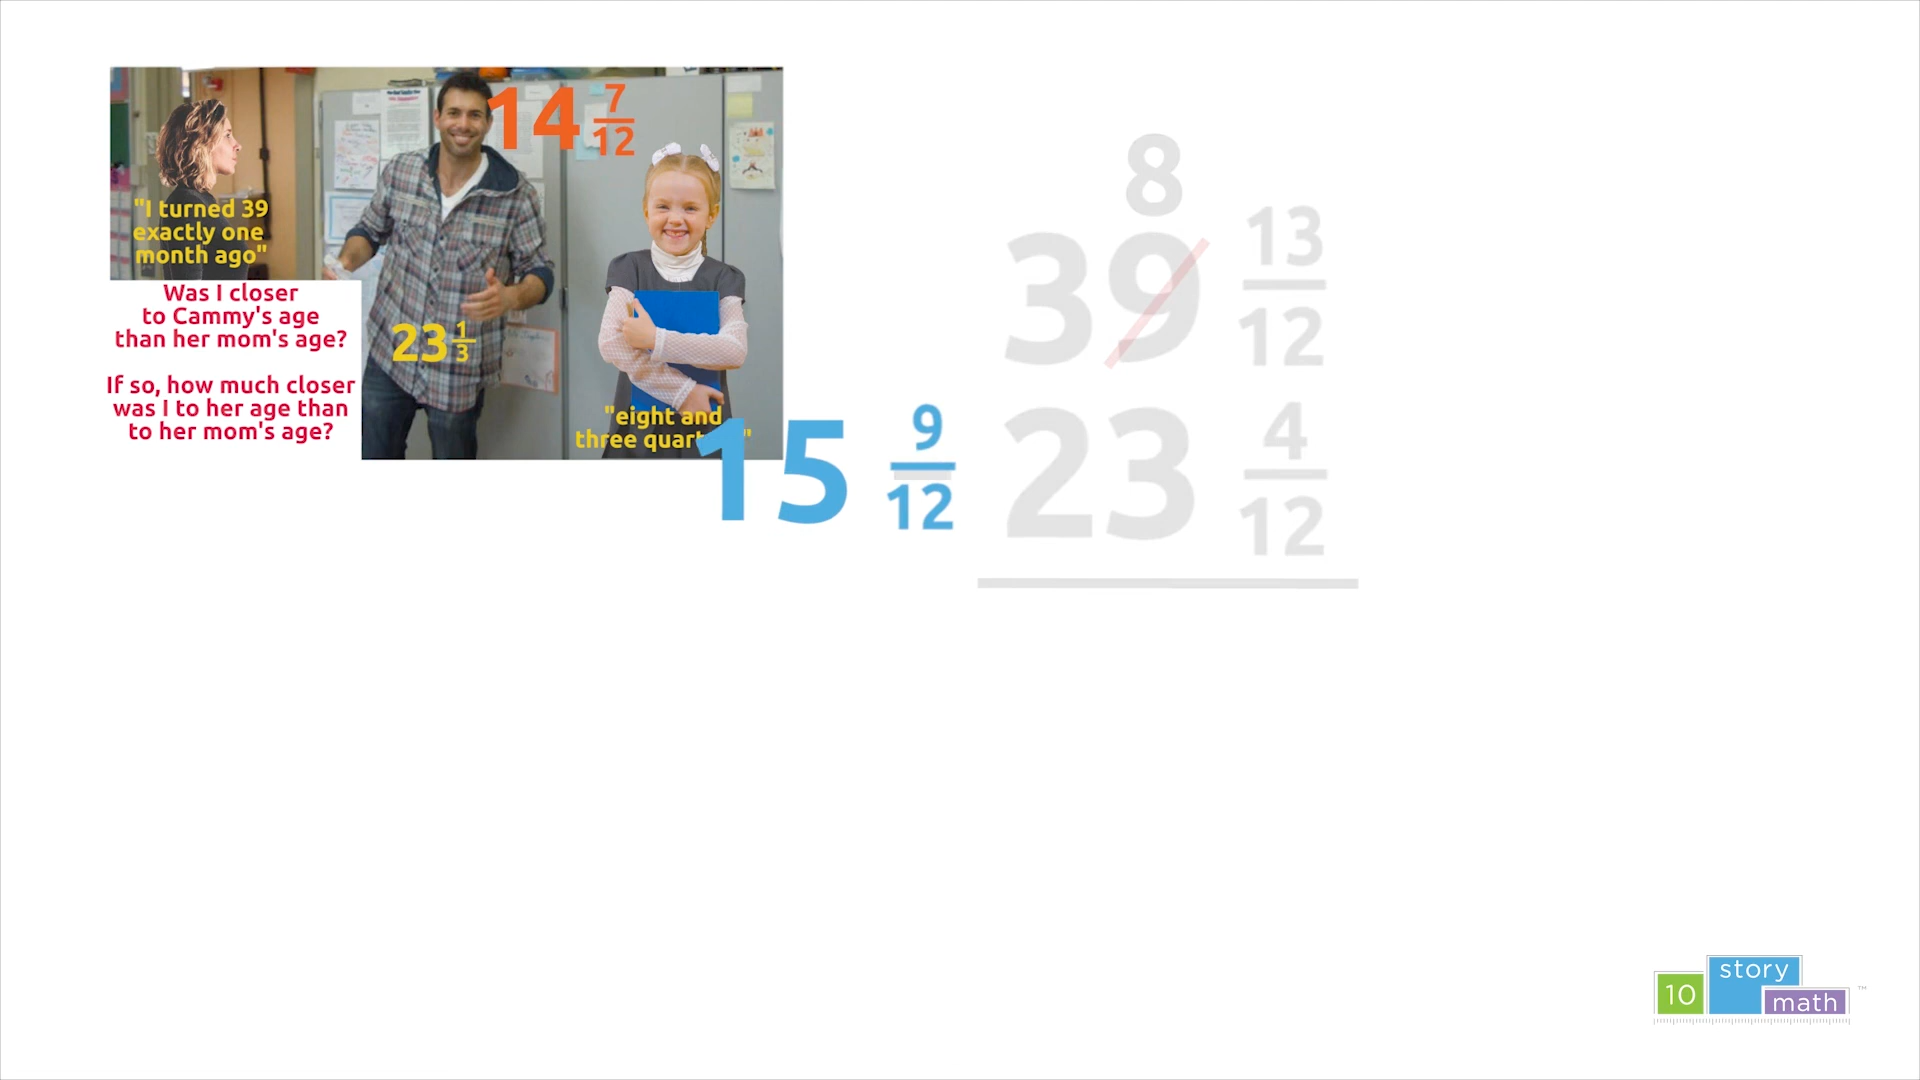 14 7/12
"I turned 39
exactly one
month ago"
Was I closer
to Cammy's age
than her mom's age?
If so, how much closer
was I to her age than
to her mom's age?
23 1/3
"eight and
three quar
15 9/12
8
39 13/12
23 4/12
10 story math ™